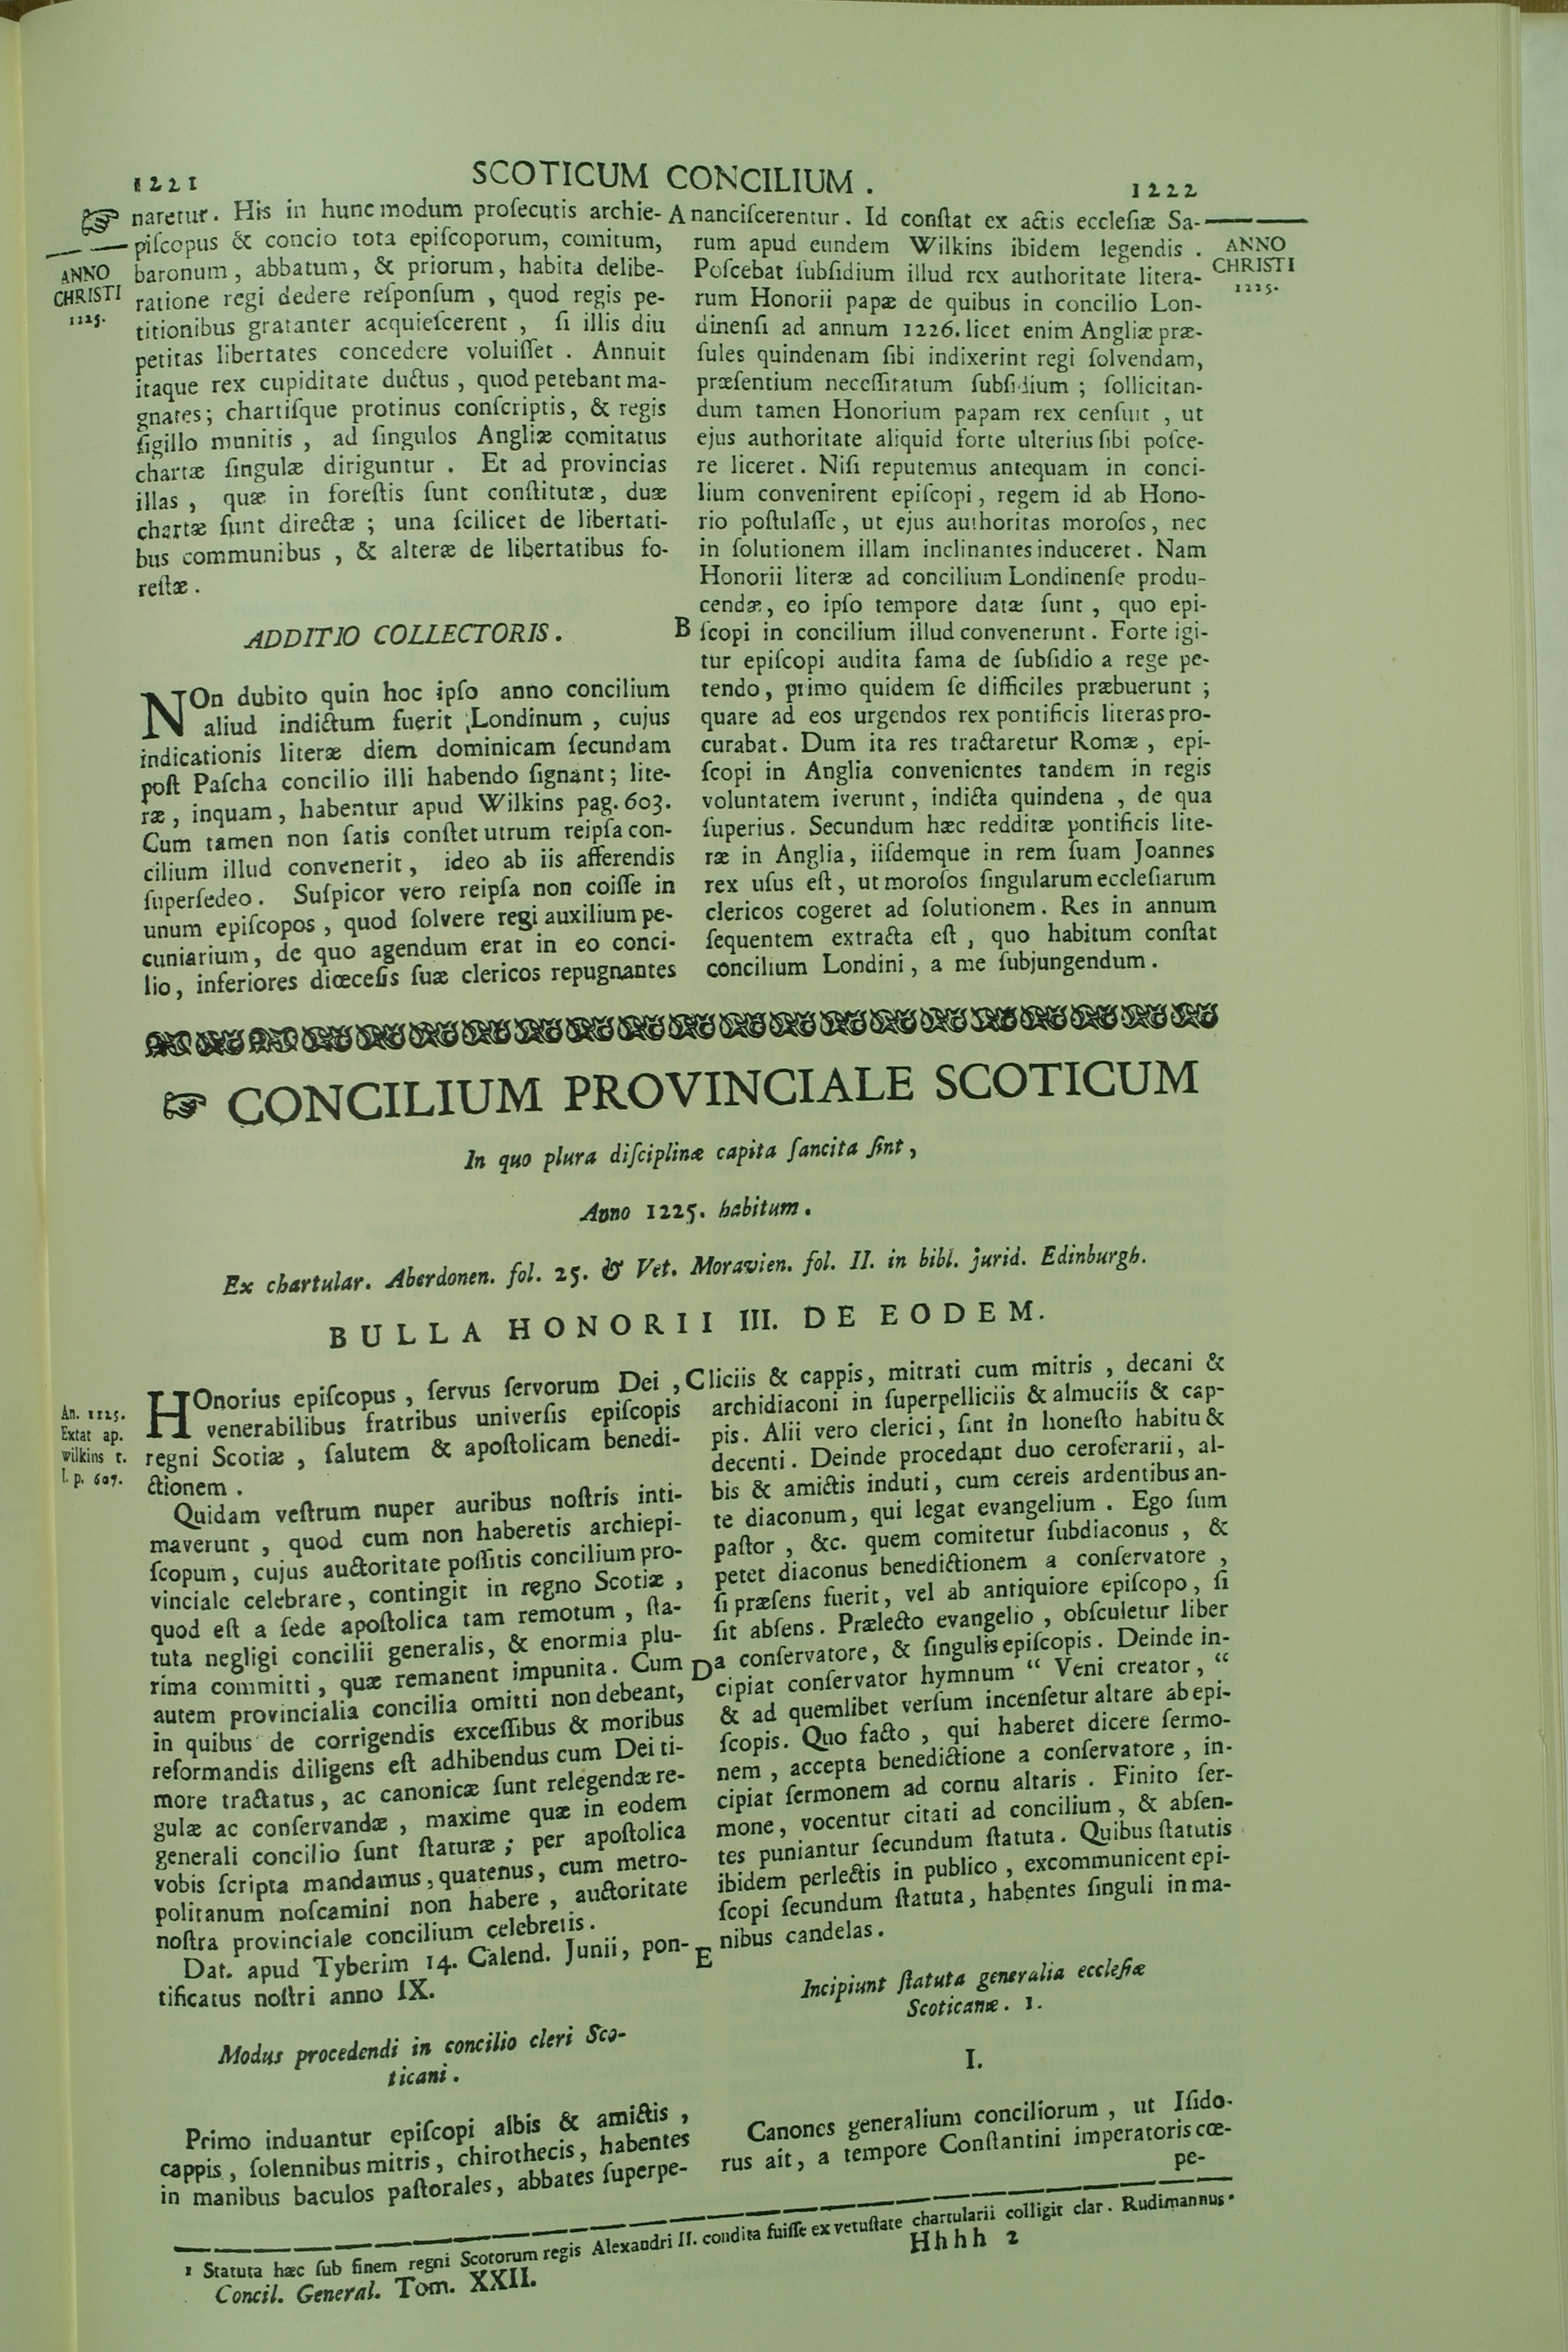 1221
SCOTICUM CONCILIUM.
1222
☞ naretur. His in hunc modum prosecutis archie-
piſcopus & concio tota epiſcoporum, comitum,
baronum, abbatum, & priorum, habita delibe-
ratione regi dedere reſponſum, quod regis pe-
titionibus gratanter acquieſcerent, ſi illis diu
petitas libertates concedere voluiſſet. Annuit
itaque rex cupiditate ductus, quod petebant ma-
gnates; chartiſque protinus conſcriptis, & regis
ſigillo munitis, ad ſingulos Angliæ comitatus
chartæ ſingulæ diriguntur. Et ad provincias
illas, quæ in foreſtis ſunt conſtitutæ, duæ
chartæ ſunt directæ; una ſcilicet de libertati-
bus communibus, & alteræ de libertatibus fo-
reſtæ.
ANNO
CHRISTI
1225.
ADDITIO COLLECTORIS.
NOn dubito quin hoc ipſo anno concilium
aliud indictum fuerit Londinum, cujus
indicationis literæ diem dominicam ſecundam
poſt Paſcha concilio illi habendo ſignant; lite-
ræ, inquam, habentur apud Wilkins pag. 603.
Cum tamen non ſatis conſtet utrum reipſa con-
cilium illud convenerit, ideo ab iis afferendis
ſuperſedeo. Suſpicor vero reipſa non coiſſe in
unum epiſcopos, quod ſolvere regi auxilium pe-
cuniarium, de quo agendum erat in eo conci-
lio, inferiores diœceſis ſuæ clericos repugnantes
A nanciſcerentur. Id conſtat ex actis eccleſiæ Sa-
rum apud eundem Wilkins ibidem legendis.
Poſcebat ſubſidium illud rex authoritate litera-
rum Honorii papæ de quibus in concilio Lon-
dinenſi ad annum 1226. licet enim Angliæ præ-
ſules quindenam ſibi indixerint regi ſolvendam,
præſentium neceſſitatum ſubſidium; ſollicitan-
dum tamen Honorium papam rex cenſuit, ut
ejus authoritate aliquid forte ulterius ſibi poſce-
re liceret. Niſi reputemus antequam in conci-
lium convenirent epiſcopi, regem id ab Hono-
rio poſtulaſſe, ut ejus authoritas moroſos, nec
in ſolutionem illam inclinantes induceret. Nam
Honorii literæ ad concilium Londinenſe produ-
cendæ, eo ipſo tempore datæ ſunt, quo epi-
B ſcopi in concilium illud convenerunt. Forte igi-
tur epiſcopi audita fama de ſubſidio a rege pe-
tendo, primo quidem ſe difficiles præbuerunt;
quare ad eos urgendos rex pontificis literas pro-
curabat. Dum ita res tractaretur Romæ, epi-
ſcopi in Anglia convenientes tandem in regis
voluntatem iverunt, indicta quindena, de qua
ſuperius. Secundum hæc redditæ pontificis lite-
ræ in Anglia, iiſdemque in rem ſuam Joannes
rex uſus eſt, ut moroſos ſingularum eccleſiarum
clericos cogeret ad ſolutionem. Res in annum
ſequentem extracta eſt, quo habitum conſtat
concilium Londini, a me ſubjungendum.
ANNO
CHRISTI
1225.
☞ CONCILIUM PROVINCIALE SCOTICUM
In quo plura diſciplinæ capita ſancita ſint,
Anno 1225. habitum.
Ex chartular. Aberdonen. fol. 25. & Vet. Moravien. fol. II. in bibl. jurid. Edinburgh.
BULLA HONORII III. DE EODEM.
An. 1125.
Extat ap.
wilkins t.
I. p. 607.
HOnorius epiſcopus, ſervus ſervorum Dei,
venerabilibus fratribus univerſis epiſcopis
regni Scotiæ, ſalutem & apoſtolicam benedi-
ctionem.
Quidam veſtrum nuper auribus noſtris inti-
maverunt, quod cum non haberetis archiepi-
ſcopum, cujus auctoritate poſſitis concilium pro-
vinciale celebrare, contingit in regno Scotiæ,
quod eſt a ſede apoſtolica tam remotum, ſta-
tuta negligi concilii generalis, & enormia plu-
rima committi, quæ remanent impunita. Cum
autem provincialia concilia omitti non debeant,
in quibus de corrigendis exceſſibus & moribus
reformandis diligens eſt adhibendus cum Dei ti-
more tractatus, ac canonicæ ſunt relegendæ re-
gulæ ac conſervandæ, maxime quæ in eodem
generali concilio ſunt ſtaturæ; per apoſtolica
vobis ſcripta mandamus, quatenus, cum metro-
politanum noſcamini non habere, auctoritate
noſtra provinciale concilium celebretis.
Dat. apud Tyberim 14. Calend. Junii, pon-
tificatus noſtri anno IX.
Modus procedendi in concilio cleri Sco-
ticani.
Primo induantur epiſcopi albis & amictis,
cappis, ſolennibus mitris, chirothecis, habentes
in manibus baculos paſtorales, abbates ſuperpe-
C liciis & cappis, mitrati cum mitris, decani &
archidiaconi in ſuperpelliciis & almuciis & cap-
pis. Alii vero clerici, ſint in honeſto habitu &
decenti. Deinde procedant duo ceroferarii, al-
bis & amictis induti, cum cereis ardentibus an-
te diaconum, qui legat evangelium. Ego ſum
paſtor, &c. quem comitetur ſubdiaconus, &
petet diaconus benedictionem a conſervatore,
ſi præſens fuerit, vel ab antiquiore epiſcopo, ſi
ſit abſens. Prælecto evangelio, obſculetur liber
D a conſervatore, & ſingulis epiſcopis. Deinde in-
cipiat conſervator hymnum “ Veni creator, “
& ad quemlibet verſum incenſetur altare ab epi-
ſcopis. Quo facto, qui haberet dicere ſermo-
nem, accepta benedictione a conſervatore, in-
cipiat ſermonem ad cornu altaris. Finito ſer-
mone, vocentur citati ad concilium, & abſen-
tes puniantur ſecundum ſtatuta. Quibus ſtatutis
ibidem perlectis in publico, excommunicent epi-
ſcopi ſecundum ſtatuta, habentes ſinguli in ma-
E nibus candelas.
Incipiunt ſtatuta generalia eccleſiæ
Scoticanæ. 1.
I.
Canones generalium conciliorum, ut Iſido-
rus ait, a tempore Conſtantini imperatoris cœ-
pe-
1 Statuta hæc ſub finem regni Scotorum regis Alexandri II. condita fuiſſe ex vetuſtate chartularii colligit clar. Rudimannus.
Concil. General. Tom. XXII.
Hhhh 2